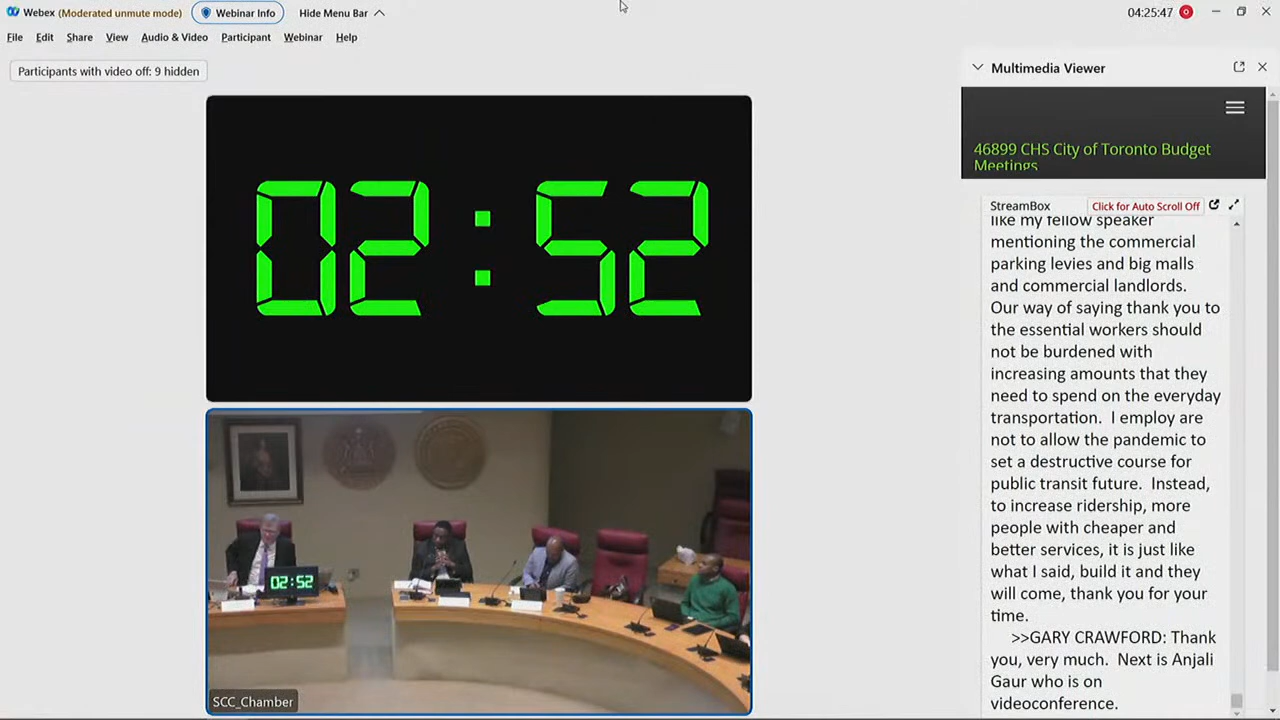 Webex (Moderated unmute mode) Webinar Info Hide Menu Bar 04:25:47
File Edit Share View Audio & Video Participant Webinar Help
Participants with video off: 9 hidden
02:52
02:52
SCC_Chamber
Multimedia Viewer
46899 CHS City of Toronto Budget
Meetings
StreamBox Click for Auto Scroll Off
like my fellow speaker
mentioning the commercial
parking levies and big malls
and commercial landlords.
Our way of saying thank you to
the essential workers should
not be burdened with
increasing amounts that they
need to spend on the everyday
transportation. I employ are
not to allow the pandemic to
set a destructive course for
public transit future. Instead,
to increase ridership, more
people with cheaper and
better services, it is just like
what I said, build it and they
will come, thank you for your
time.
>>GARY CRAWFORD: Thank
you, very much. Next is Anjali
Gaur who is on
videoconference.